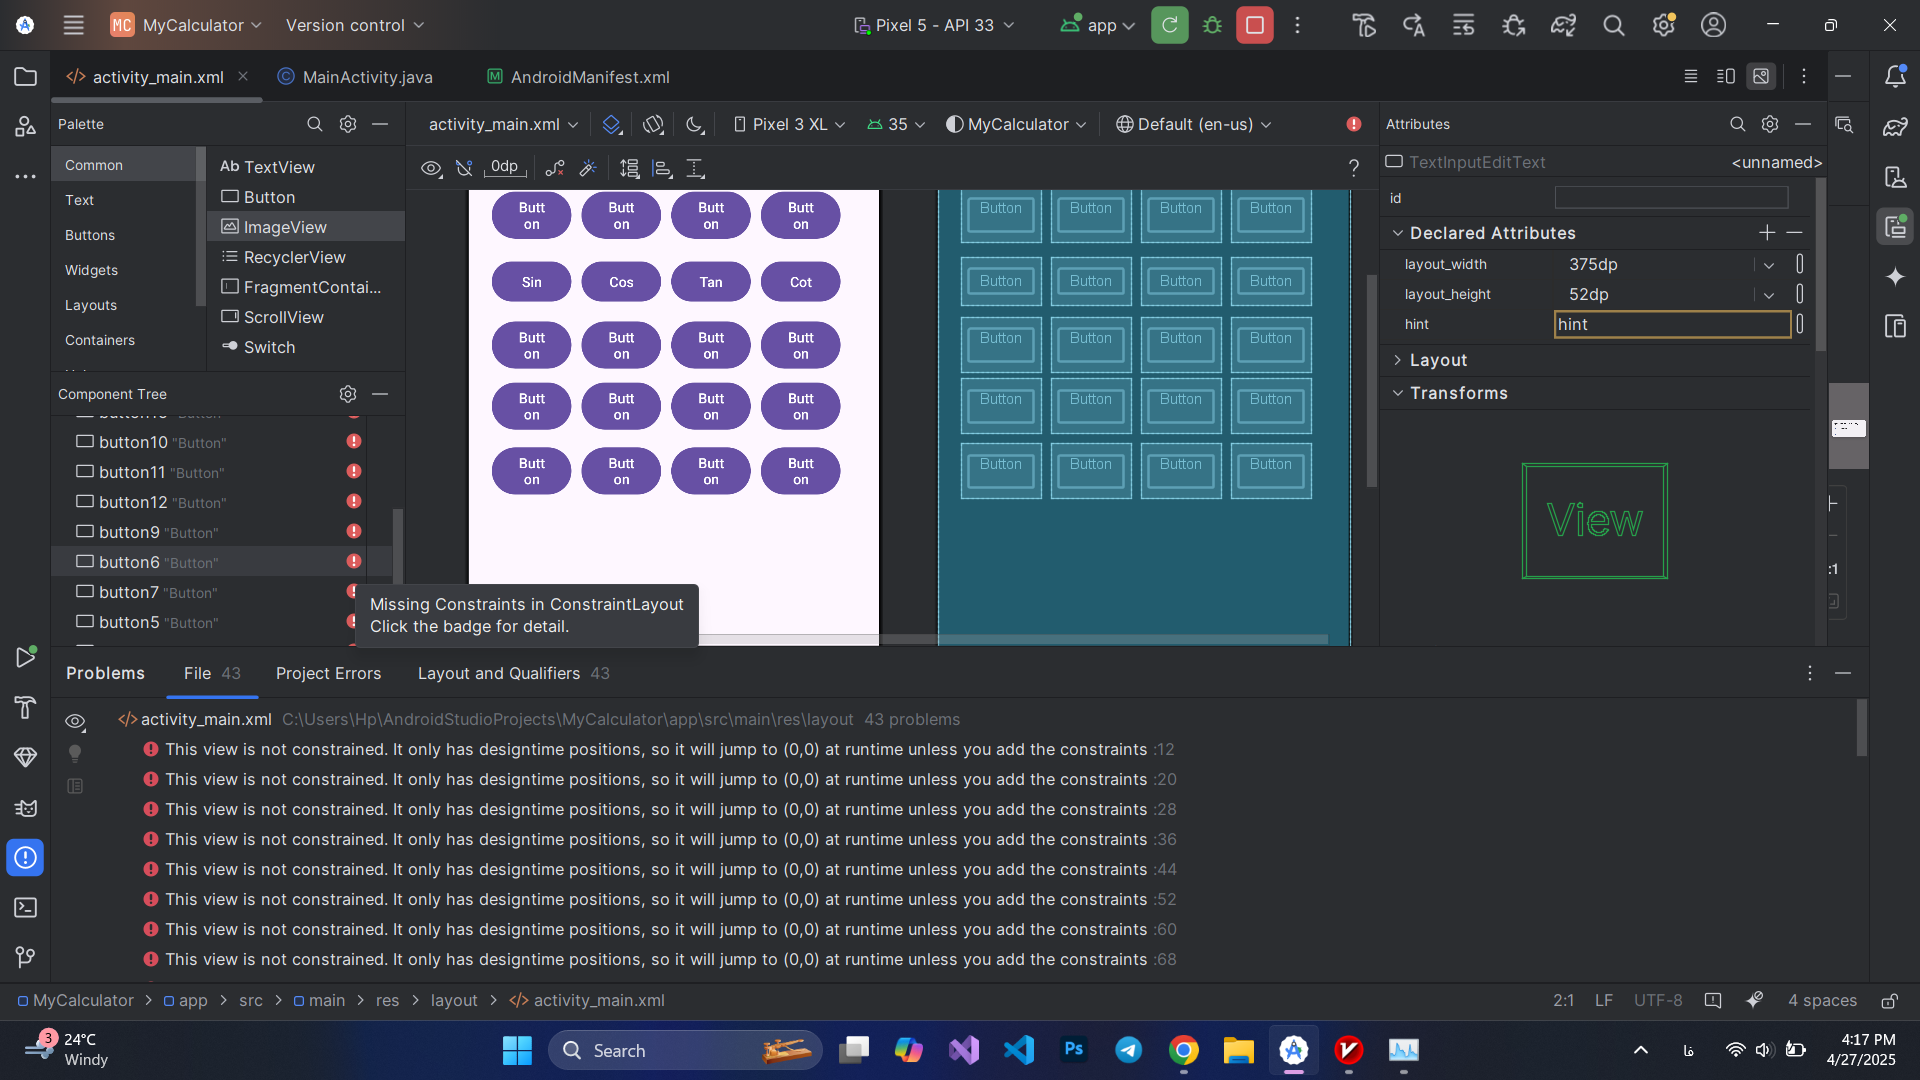 MC MyCalculator Version control Pixel 5 - API 33 app
activity_main.xml MainActivity.java AndroidManifest.xml
Palette
Common
Text
Buttons
Widgets
Layouts
Containers
Ab TextView
Button
ImageView
RecyclerView
FragmentContai...
ScrollView
Switch
Component Tree
button10 "Button"
button11 "Button"
button12 "Button"
button9 "Button"
button6 "Button"
button7 "Button"
button5 "Button"
activity_main.xml Pixel 3 XL 35 MyCalculator Default (en-us)
0dp ?
Butt on Butt on Butt on Butt on
Sin Cos Tan Cot
Butt on Butt on Butt on Butt on
Butt on Butt on Butt on Butt on
Butt on Butt on Butt on Butt on
Button Button Button Button
Button Button Button Button
Button Button Button Button
Button Button Button Button
Button Button Button Button
Missing Constraints in ConstraintLayout
Click the badge for detail.
Attributes
TextInputEditText <unnamed>
id
Declared Attributes
layout_width 375dp
layout_height 52dp
hint hint
Layout
Transforms
View
:1
Problems File 43 Project Errors Layout and Qualifiers 43
activity_main.xml C:\Users\Hp\AndroidStudioProjects\MyCalculator\app\src\main\res\layout 43 problems
This view is not constrained. It only has designtime positions, so it will jump to (0,0) at runtime unless you add the constraints :12
This view is not constrained. It only has designtime positions, so it will jump to (0,0) at runtime unless you add the constraints :20
This view is not constrained. It only has designtime positions, so it will jump to (0,0) at runtime unless you add the constraints :28
This view is not constrained. It only has designtime positions, so it will jump to (0,0) at runtime unless you add the constraints :36
This view is not constrained. It only has designtime positions, so it will jump to (0,0) at runtime unless you add the constraints :44
This view is not constrained. It only has designtime positions, so it will jump to (0,0) at runtime unless you add the constraints :52
This view is not constrained. It only has designtime positions, so it will jump to (0,0) at runtime unless you add the constraints :60
This view is not constrained. It only has designtime positions, so it will jump to (0,0) at runtime unless you add the constraints :68
MyCalculator > app > src > main > res > layout > activity_main.xml 2:1 LF UTF-8 4 spaces
3 24°C
Windy
Search
Ps
فا
4:17 PM
4/27/2025